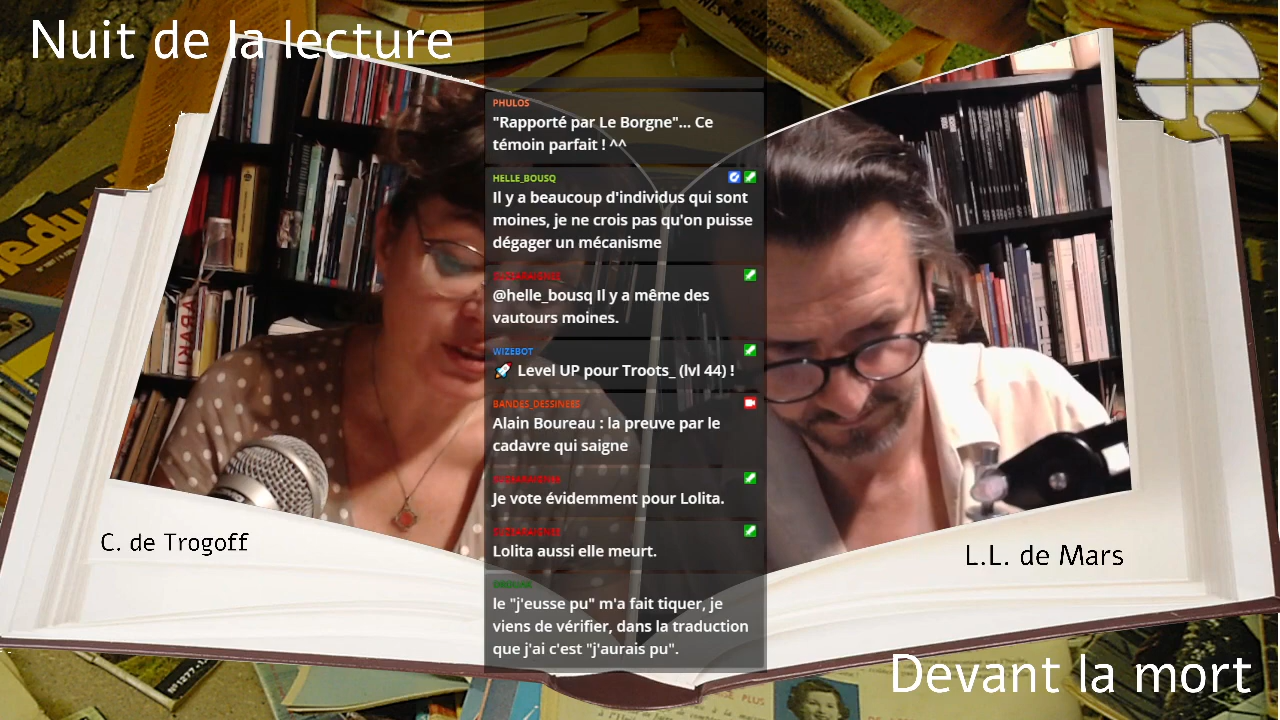 Nuit de la lecture
PHULOS
"Rapporté par Le Borgne"... Ce
témoin parfait ! ^^
HELLE_BOUSQ
Il y a beaucoup d'individus qui sont
moines, je ne crois pas qu'on puisse
dégager un mécanisme
@helle_bousq Il y a même des
vautours moines.
WIZEBOT
🚀 Level UP pour Troots_ (lvl 44) !
BANDES_DESSINEES
Alain Boureau : la preuve par le
cadavre qui saigne
Je vote évidemment pour Lolita.
Lolita aussi elle meurt.
le "j'eusse pu" m'a fait tiquer, je
viens de vérifier, dans la traduction
que j'ai c'est "j'aurais pu".
C. de Trogoff
L.L. de Mars
Devant la mort